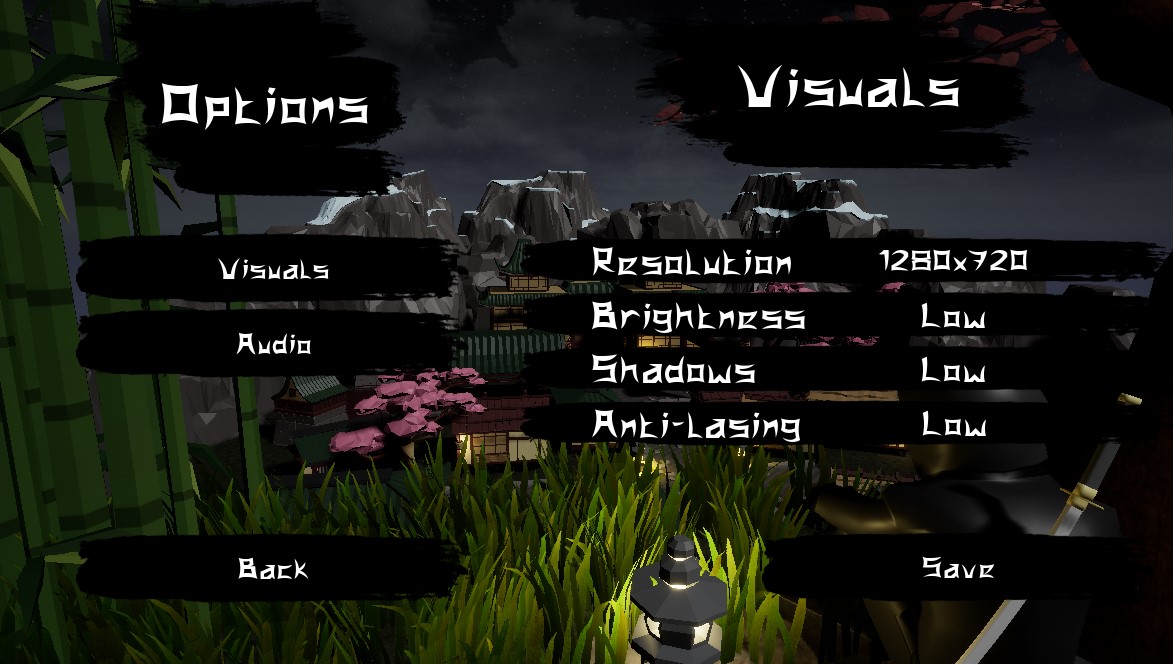 Options
Visuals
Visuals
Audio
Resolution 1280x720
Brightness Low
Shadows Low
Anti-Lasing Low
Back
Save